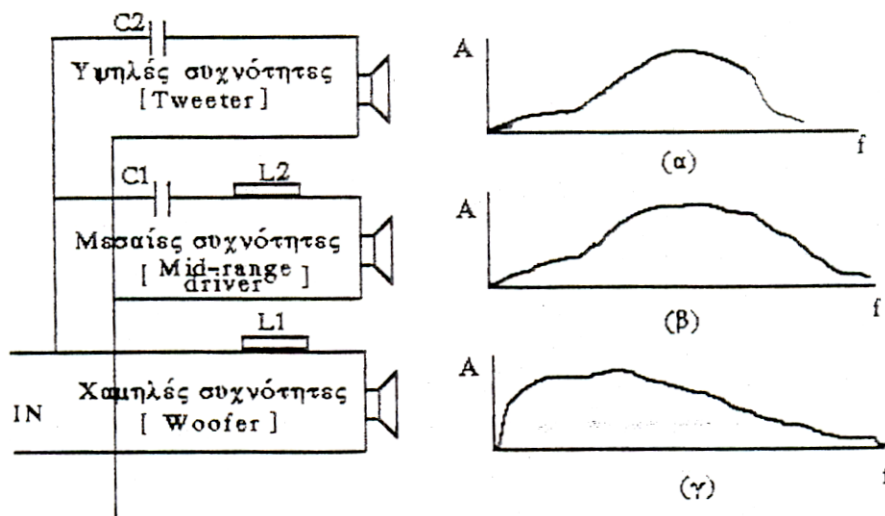 C2
Υψηλές συχνότητες
[ Tweeter ]
A
f
(α)
C1
L2
Μεσαίες συχνότητες
[ Mid-range
driver ]
A
f
(β)
L1
IN
Χαμηλές συχνότητες
[ Woofer ]
A
f
(γ)